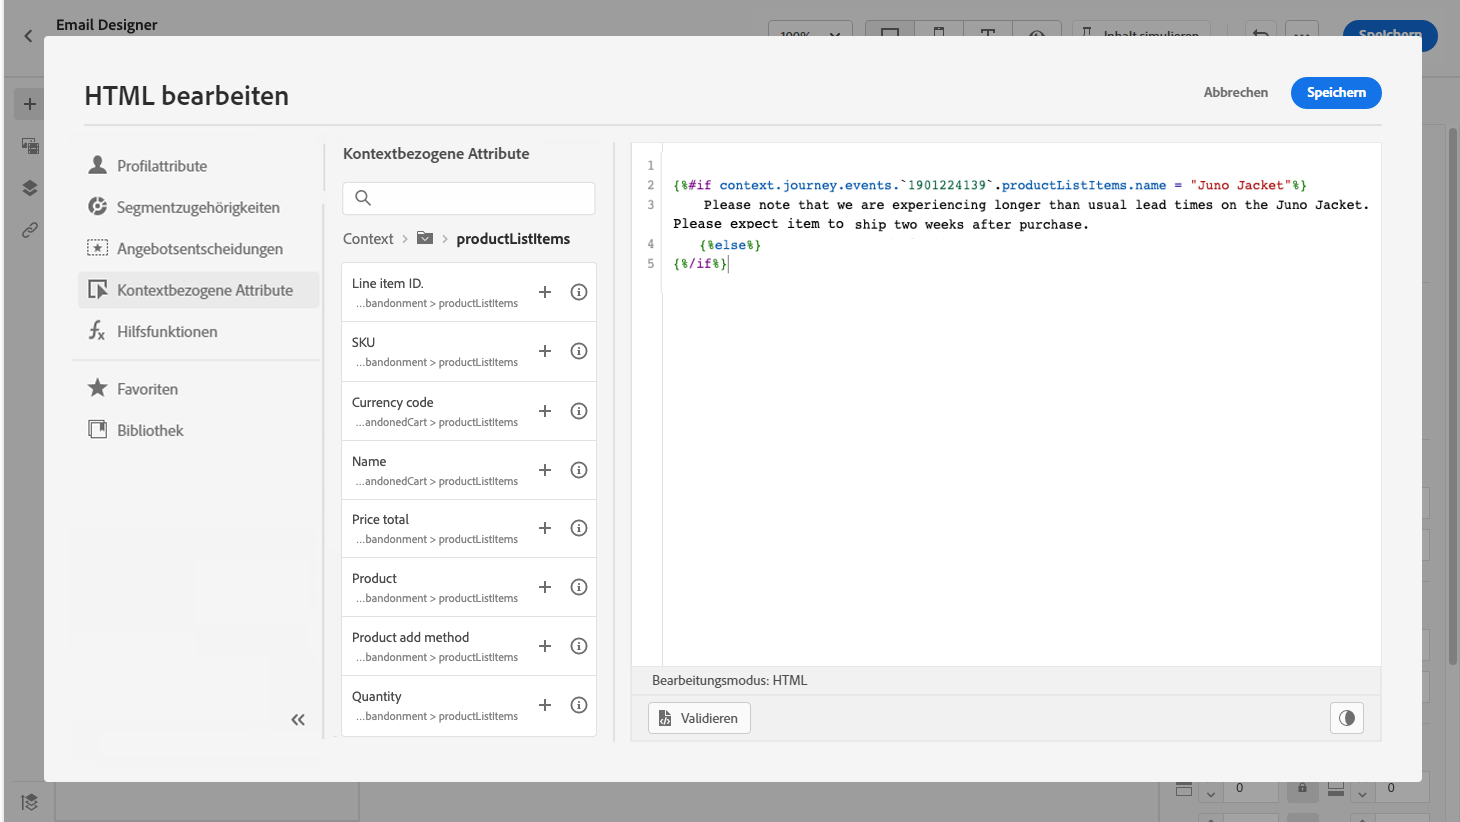 Email Designer
100%
Inhalt simulieren
Speichern
HTML bearbeiten
Abbrechen
Speichern
Profilattribute
Segmentzugehörigkeiten
Angebotsentscheidungen
Kontextbezogene Attribute
Hilfsfunktionen
Favoriten
Bibliothek
Kontextbezogene Attribute
Context > > productListItems
Line item ID.
...bandonment > productListItems
SKU
...bandonment > productListItems
Currency code
...andonedCart > productListItems
Name
...andonedCart > productListItems
Price total
...bandonment > productListItems
Product
...bandonment > productListItems
Product add method
...bandonment > productListItems
Quantity
...bandonment > productListItems
1
2 {%#if context.journey.events.`1901224139`.productListItems.name = "Juno Jacket"%}
3 Please note that we are experiencing longer than usual lead times on the Juno Jacket.
Please expect item to ship two weeks after purchase.
4 {%else%}
5 {%/if%}
Bearbeitungsmodus: HTML
Validieren
0
0